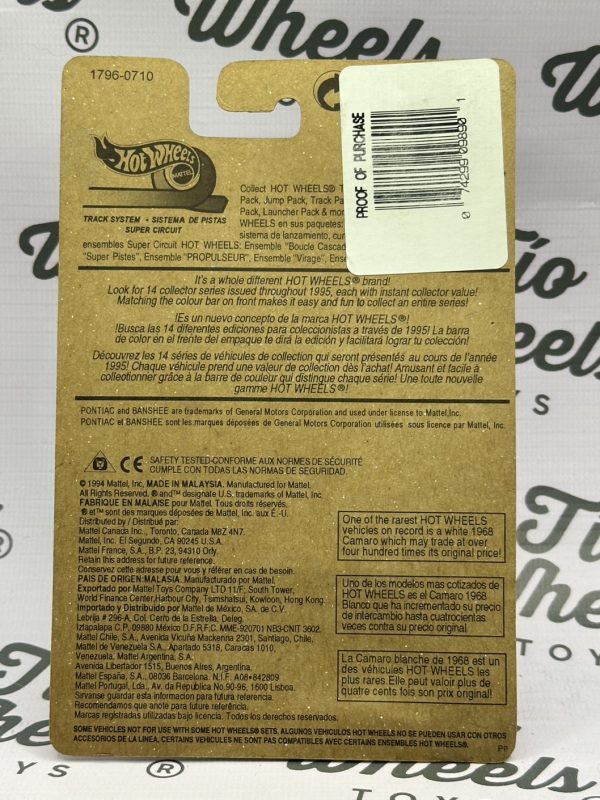 1796-0710
HOT WHEELS
MATTEL
TRACK SYSTEM • SISTEMA DE PISTAS
SUPER CIRCUIT
Collect HOT WHEELS®
Pack, Jump Pack, Track
Pack, Launcher Pack & mor
WHEELS en sus paquetes:
sistema de lanzamiento,
ensembles Super Circuit HOT WHEELS: Ensemble "Boucle
"Super Pistes", Ensemble "PROPULSEUR", Ensemble "Virage",
PROOF OF PURCHASE
0 74299 09890 1
It's a whole different HOT WHEELS® brand!
Look for 14 collector series issued throughout 1995, each with instant collector value!
Matching the colour bar on front makes it easy and fun to collect an entire series!
!Es un nuevo concepto de la marca HOT WHEELS®!
!Busca las 14 diferentes ediciones para coleccionistas a través de 1995! La barra
de color en el frente del empaque te dirá la edición y facilitará lograr tu colección!
Découvrez les 14 séries de véhicules de collection qui seront présentés au cours de l'année
1995! Chaque véhicule prend une valeur de collection dès l'achat! Amusant et facile à
collectionner grâce à la barre de couleur qui distingue chaque série! Une toute nouvelle
gamme HOT WHEELS®!
PONTIAC and BANSHEE are trademarks of General Motors Corporation and used under license to Mattel,Inc.
PONTIAC et BANSHEE sont les marques déposées de General Motors Corporation utilisées sous licence par Mattel, Inc.
CE SAFETY TESTED-CONFORME AUX NORMES DE SÉCURITÉ
CUMPLE CON TODAS LAS NORMAS DE SEGURIDAD.
© 1994 Mattel, Inc. MADE IN MALAYSIA. Manufactured for Mattel.
All Rights Reserved. ® and™ designate U.S. trademarks of Mattel, Inc.
FABRIQUÉ EN MALAISE pour Mattel. Tous droits réservés.
® et™ sont des marques déposées de Mattel, Inc. aux É.-U.
Distributed by / Distribué par:
Mattel Canada Inc., Toronto, Canada M8Z 4N7.
Mattel, Inc. El Segundo, CA 90245 U.S.A.
Mattel France, S.A., B.P. 23, 94310 Orly.
Retain this address for future reference.
Conservez cette adresse pour vous y référer en cas de besoin.
PAIS DE ORIGEN:MALASIA. Manufacturado por Mattel.
Exportado por Mattel Toys Company LTD 11/F; South Tower,
World Finance Center,Harbour City, Tsimshatsui, Kowloon, Hong Kong.
Importado y Distribuido por Mattel de México, SA. de C.V.
Lebrija # 296-A, Col. Cerro de la Estrella, Deleg.
Iztapalapa C.P. 09880 México D.F.R.F.C. MME-920701 NB3-CNIT 3602.
Mattel Chile, S.A., Avenida Vicuña Mackenna 2301, Santiago, Chile.
Mattel de Venezuela S.A., Apartado 5318, Caracas 1010,
Venezuela. Mattel Argentina, S.A.
Avenida Libertador 1515, Buenos Aires, Argentina.
Mattel España, S.A., 08036 Barcelona. N.I.F. A08•842809
Mattel Portugal, Lda., Av. da Republica No.90-96, 1600 Lisboa.
Sirvanse guardar esta informacion para futura referencia.
Recomendamos que anote para future referência.
Marcas registradas utilizadas bajo licencia. Todos los derechos reservados.
One of the rarest HOT WHEELS
vehicles on record is a white 1968
Camaro which may trade at over
four hundred times its original price!
Uno de los modelos mas cotizados de
HOT WHEELS es el Camaro 1968
Blanco que ha incrementado su precio
de intercambio hasta cuatrocientas
veces contra su precio original
La Camaro blanche de 1968 est un
des véhicules HOT WHEELS les
plus rares Elle peut valoir plus de
quatre cents fois son prix original!
SOME VEHICLES NOT FOR USE WITH SOME HOT WHEELS® SETS. ALGUNOS VEHICULOS HOT WHEELS NO SE PUEDEN USAR CON OTROS
ACCESORIOS DE LA LINEA. CERTAINS VEHICULES NE SONT PAS COMPATIBLES AVEC CERTAINS ENSEMBLES HOT WHEELS®.
PP
Tío
Wheels
TOYS
®